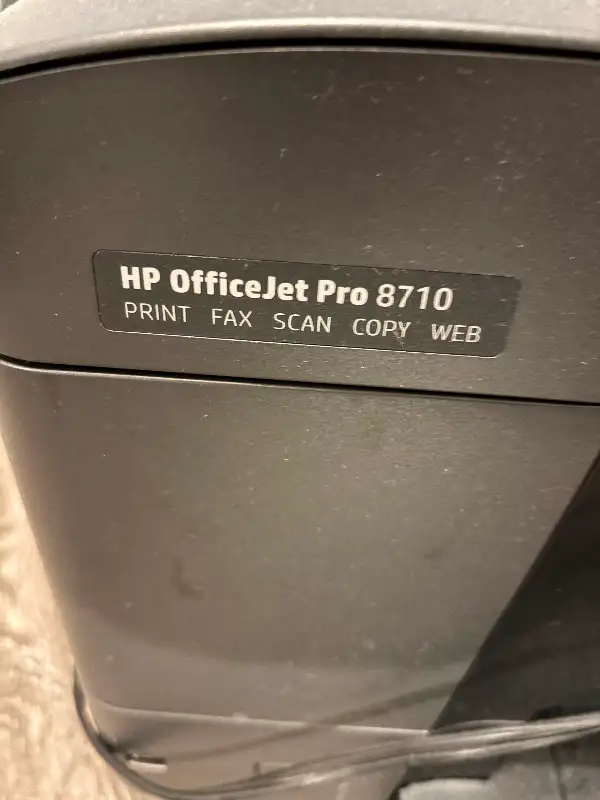 HP OfficeJet Pro 8710
PRINT FAX SCAN COPY WEB